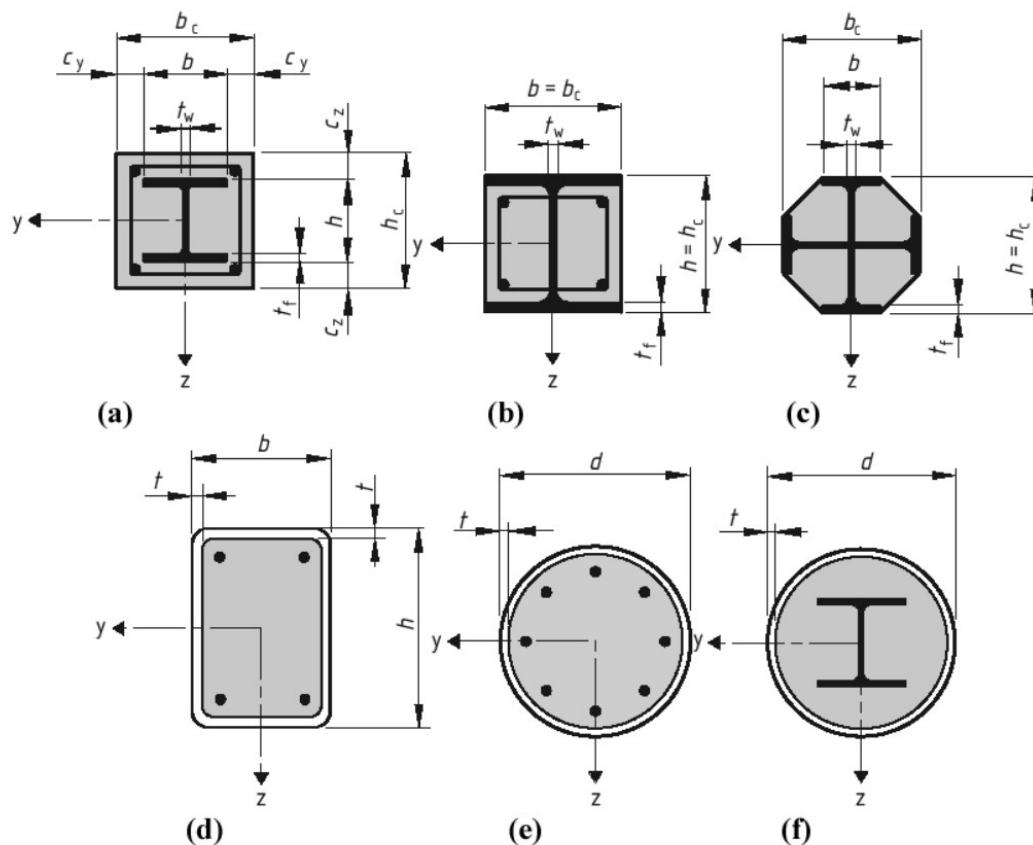 b_c b_c
c_y b c_y b = b_c b
t_w t_w t_w
c_z
y h h_c y h = h_c y h = h_c
t_f c_z t_f t_f
z z z
(a) (b) (c)
b d d
t t t t
y h y y
z z z
(d) (e) (f)